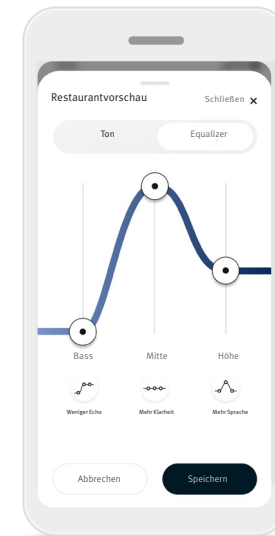 Restaurantvorschau
Schließen ×
Ton
Equalizer
Bass
Mitte
Höhe
Weniger Echo
Mehr Klarheit
Mehr Sprache
Abbrechen
Speichern